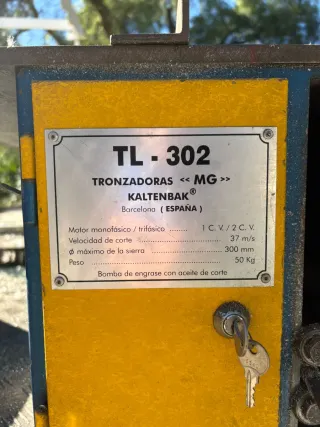 TL - 302
TRONZADORAS << MG >>
KALTENBAK®
Barcelona ( ESPAÑA )
Motor monofásico / trifásico ........ 1 C. V. / 2 C. V.
Velocidad de corte ........ 37 m/s
ø máximo de la sierra ........ 300 mm
Peso ........ 50 Kg
Bomba de engrase con aceite de corte